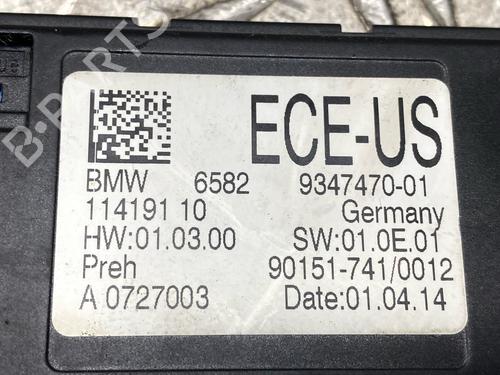 ECE-US
BMW 6582 9347470-01
114191 10 Germany
HW:01.03.00 SW:01.0E.01
Preh 90151-741/0012
A 0727003 Date:01.04.14
B-PARTS